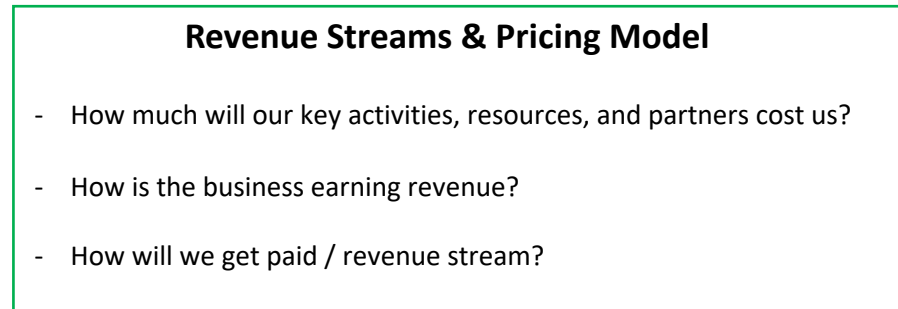 Revenue Streams & Pricing Model
- How much will our key activities, resources, and partners cost us?
- How is the business earning revenue?
- How will we get paid / revenue stream?